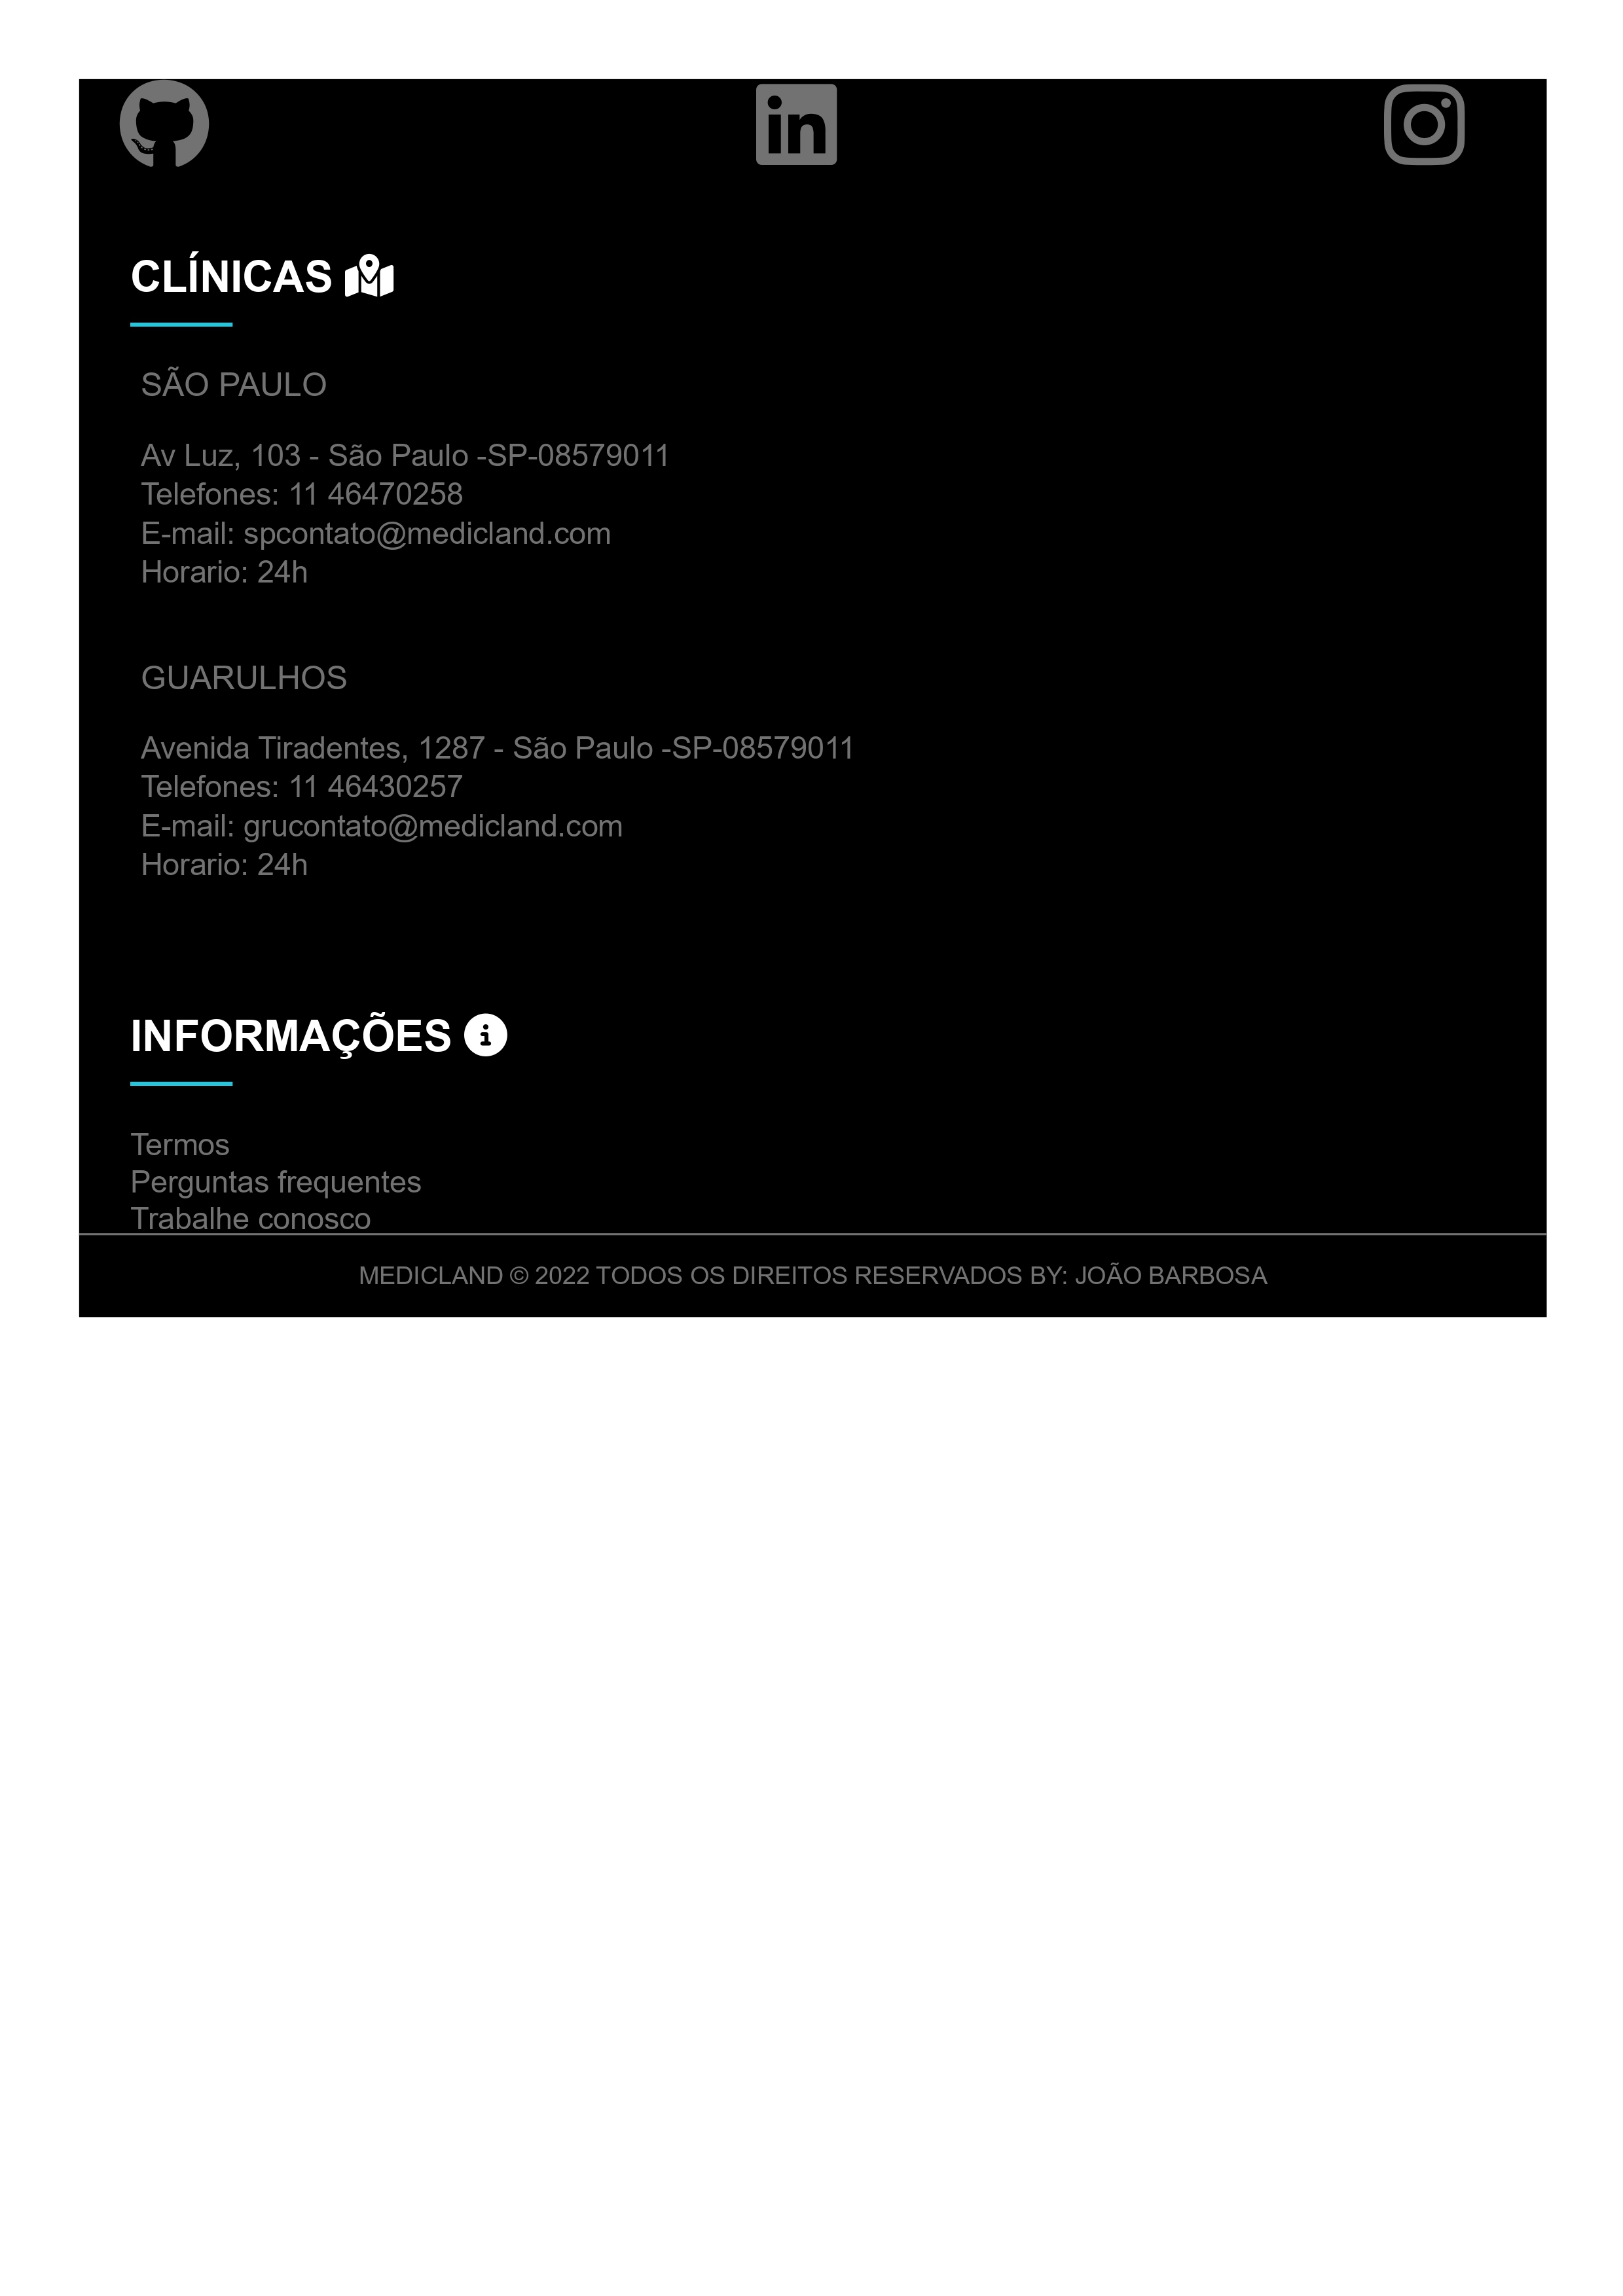 CLÍNICAS
SÃO PAULO
Av Luz, 103 - São Paulo -SP-08579011
Telefones: 11 46470258
E-mail: spcontato@medicland.com
Horario: 24h
GUARULHOS
Avenida Tiradentes, 1287 - São Paulo -SP-08579011
Telefones: 11 46430257
E-mail: grucontato@medicland.com
Horario: 24h
INFORMAÇÕES
Termos
Perguntas frequentes
Trabalhe conosco
MEDICLAND © 2022 TODOS OS DIREITOS RESERVADOS BY: JOÃO BARBOSA